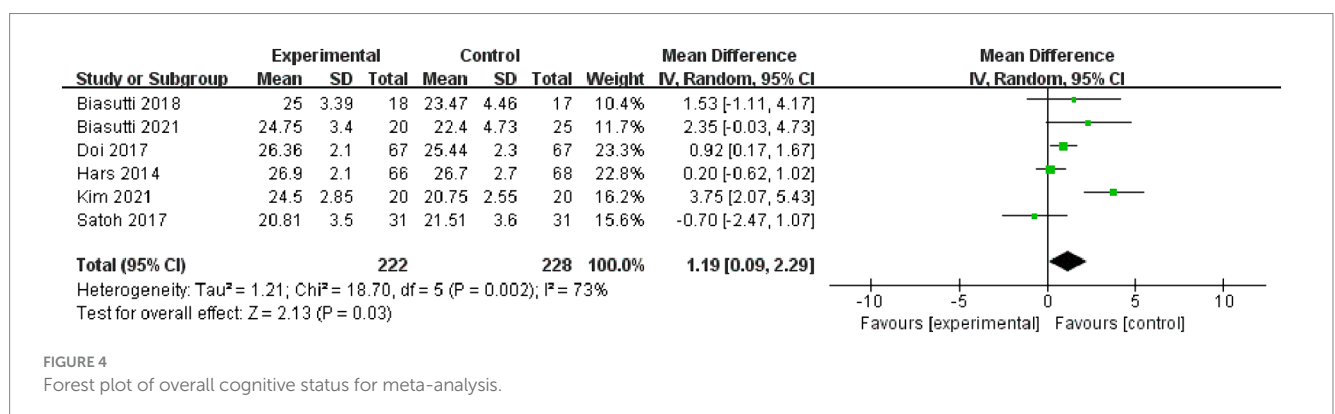 Experimental Control Mean Difference Mean Difference
Study or Subgroup Mean SD Total Mean SD Total Weight IV, Random, 95% CI IV, Random, 95% CI
Biasutti 2018 25 3.39 18 23.47 4.46 17 10.4% 1.53 [-1.11, 4.17]
Biasutti 2021 24.75 3.4 20 22.4 4.73 25 11.7% 2.35 [-0.03, 4.73]
Doi 2017 26.36 2.1 67 25.44 2.3 67 23.3% 0.92 [0.17, 1.67]
Hars 2014 26.9 2.1 66 26.7 2.7 68 22.8% 0.20 [-0.62, 1.02]
Kim 2021 24.5 2.85 20 20.75 2.55 20 16.2% 3.75 [2.07, 5.43]
Satoh 2017 20.81 3.5 31 21.51 3.6 31 15.6% -0.70 [-2.47, 1.07]
Total (95% CI) 222 228 100.0% 1.19 [0.09, 2.29]
Heterogeneity: Tau² = 1.21; Chi² = 18.70, df = 5 (P = 0.002); I² = 73%
Test for overall effect: Z = 2.13 (P = 0.03)
-10 -5 0 5 10
Favours [experimental] Favours [control]
FIGURE 4
Forest plot of overall cognitive status for meta-analysis.